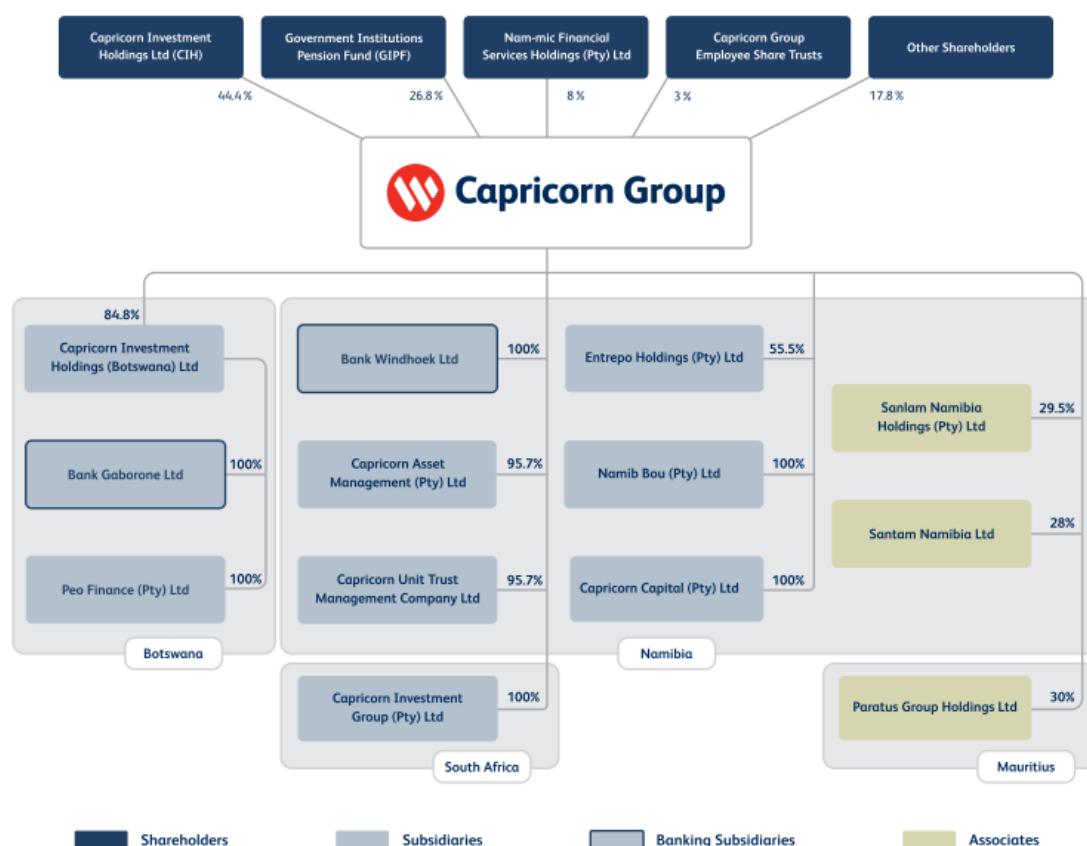 Capricorn Investment
Holdings Ltd (CIH)
Government Institutions
Pension Fund (GIPF)
Nam-mic Financial
Services Holdings (Pty) Ltd
Capricorn Group
Employee Share Trusts
Other Shareholders
44.4%
26.8%
8%
3%
17.8%
Capricorn Group
84.8%
Capricorn Investment
Holdings (Botswana) Ltd
Bank Gaborone Ltd
100%
Peo Finance (Pty) Ltd
100%
Botswana
Bank Windhoek Ltd
100%
Capricorn Asset
Management (Pty) Ltd
95.7%
Capricorn Unit Trust
Management Company Ltd
95.7%
Entrepo Holdings (Pty) Ltd
55.5%
Namib Bou (Pty) Ltd
100%
Capricorn Capital (Pty) Ltd
100%
Sanlam Namibia
Holdings (Pty) Ltd
29.5%
Santam Namibia Ltd
28%
Namibia
Capricorn Investment
Group (Pty) Ltd
100%
South Africa
Paratus Group Holdings Ltd
30%
Mauritius
Shareholders
Subsidiaries
Banking Subsidiaries
Associates